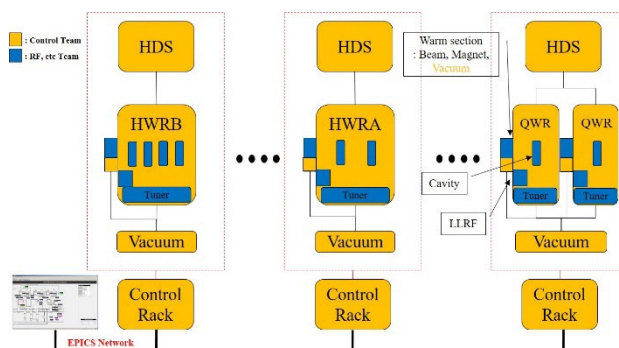 : Control Team
: RF, etc Team
HDS
HDS
HDS
Warm section
: Beam, Magnet,
Vacuum
HWRB
HWRA
QWR
QWR
Cavity
Tuner
Tuner
Tuner
Tuner
LLRF
Vacuum
Vacuum
Vacuum
Control
Rack
Control
Rack
Control
Rack
EPICS Network